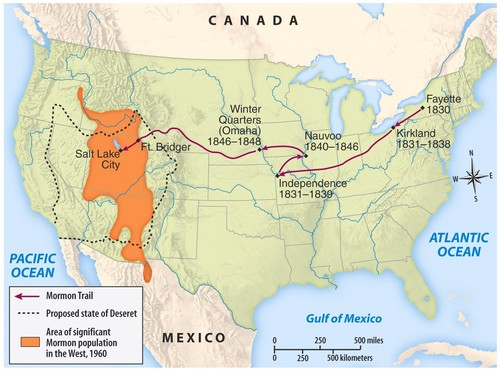 CANADA
Fayette
1830
Kirkland
1831–1838
Winter
Quarters
(Omaha)
1846–1848
Nauvoo
1840–1846
Ft. Bridger
Salt Lake
City
Independence
1831–1839
N
W E
S
ATLANTIC
OCEAN
PACIFIC
OCEAN
Mormon Trail
Proposed state of Deseret
Area of significant
Mormon population
in the West, 1960
MEXICO
Gulf of Mexico
0 250 500 miles
0 250 500 kilometers